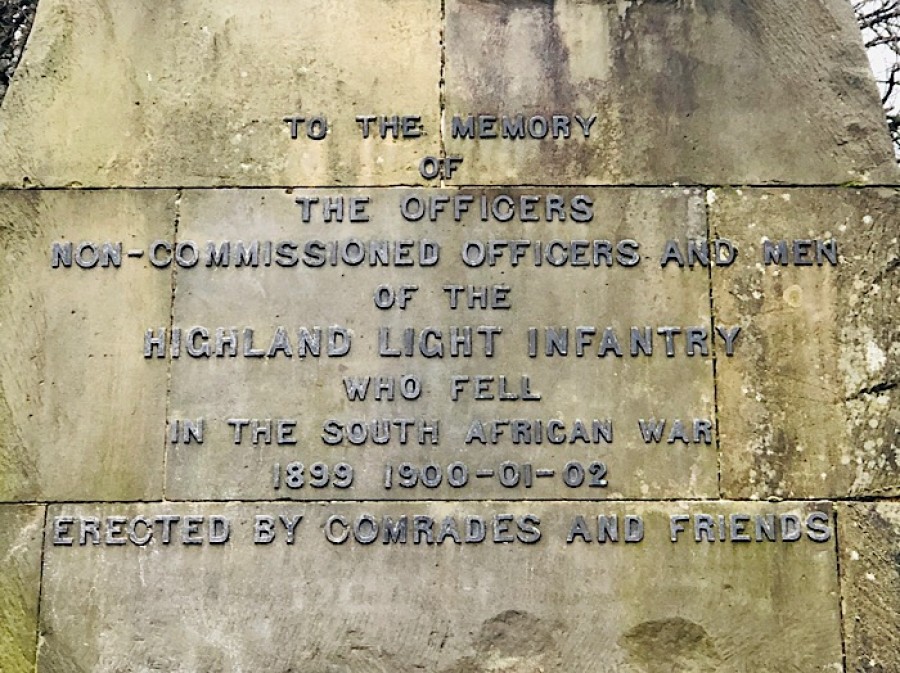 TO THE MEMORY
OF
THE OFFICERS
NON-COMMISSIONED OFFICERS AND MEN
OF THE
HIGHLAND LIGHT INFANTRY
WHO FELL
IN THE SOUTH AFRICAN WAR
1899 1900-01-02
ERECTED BY COMRADES AND FRIENDS